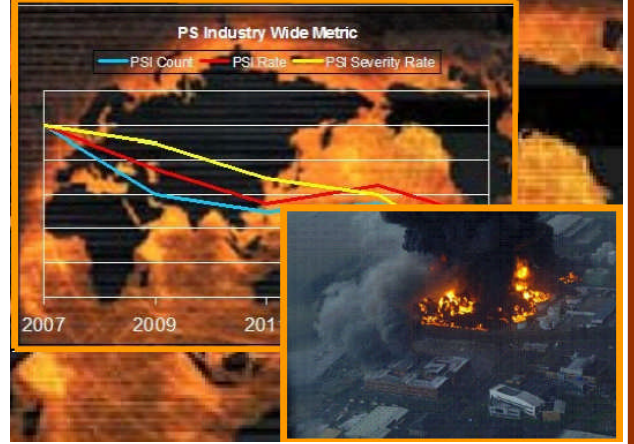 PS Industry Wide Metric
PSI Count PSI Rate PSI Severity Rate
2007 2009